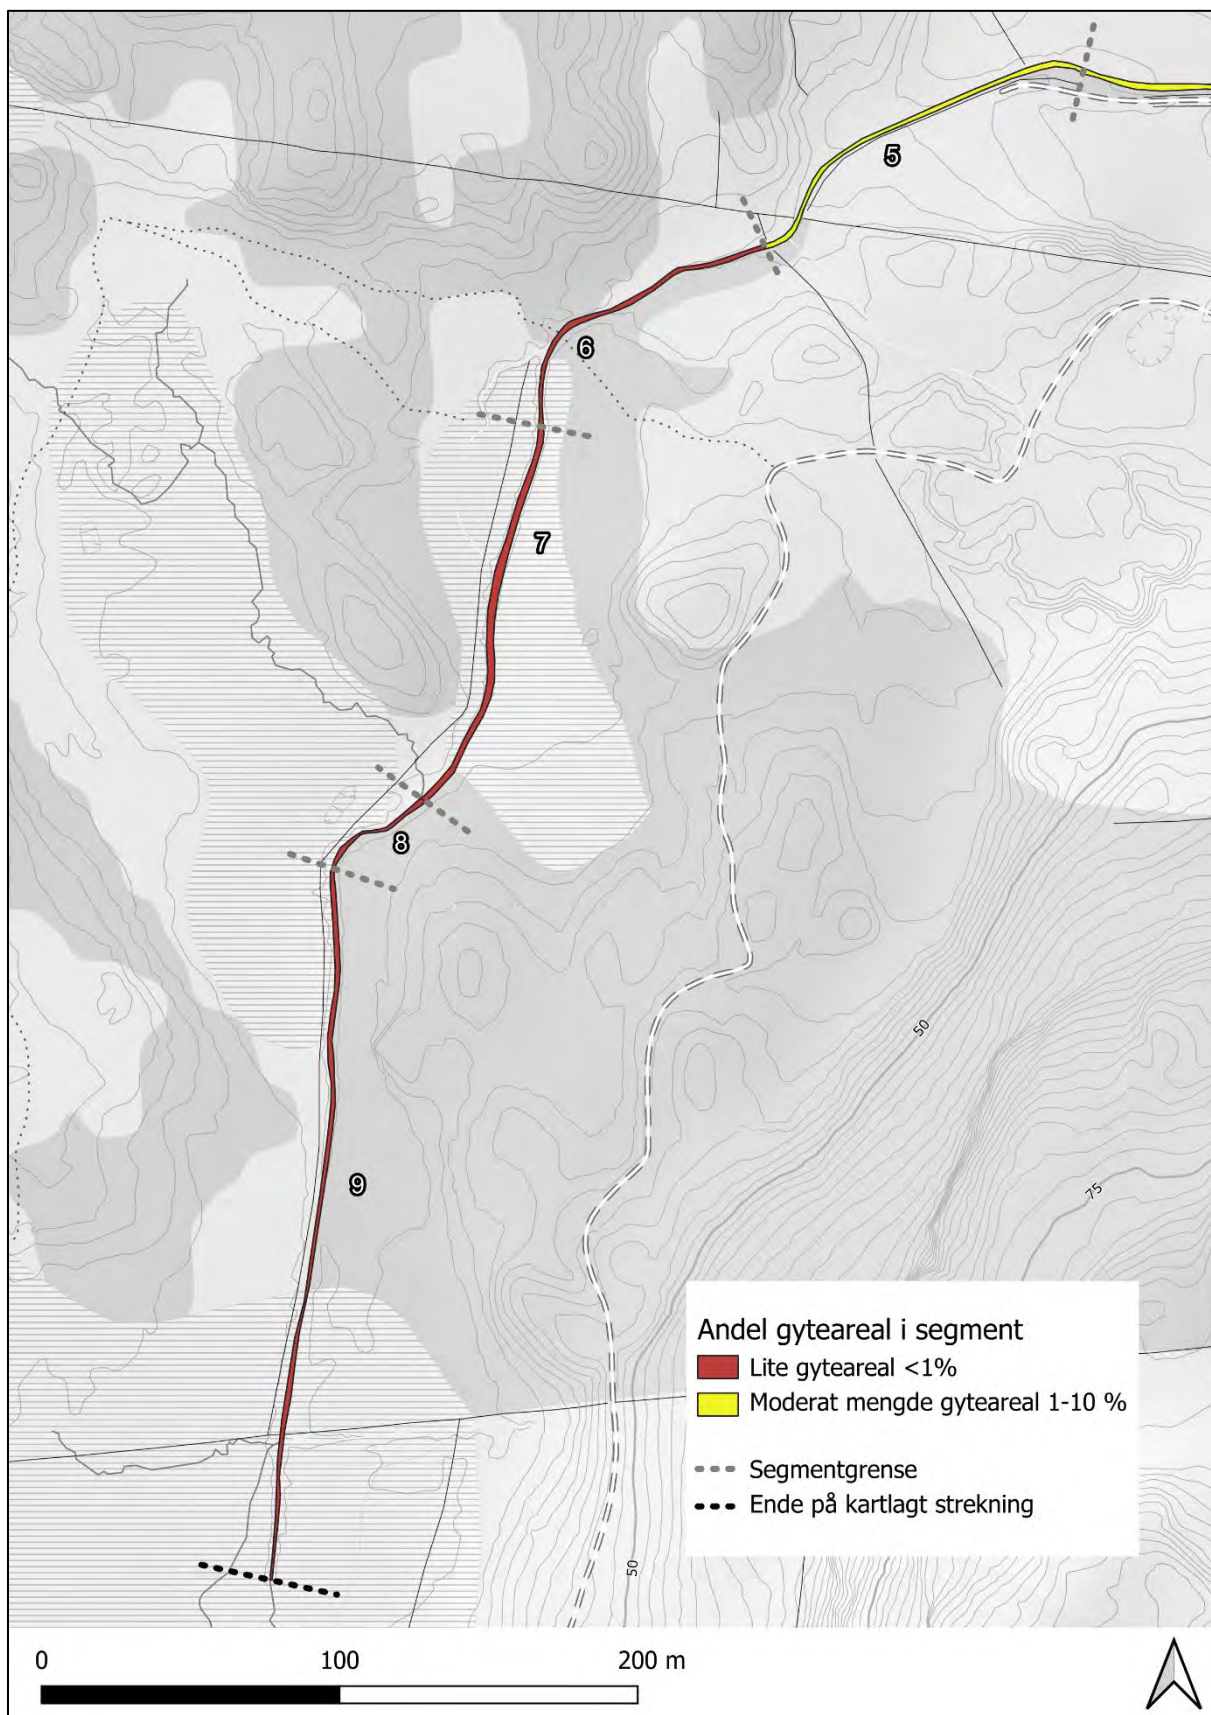 5
6
7
8
9
50
75
50
Andel gyteareal i segment
Lite gyteareal <1%
Moderat mengde gyteareal 1-10 %
Segmentgrense
Ende på kartlagt strekning
0 100 200 m